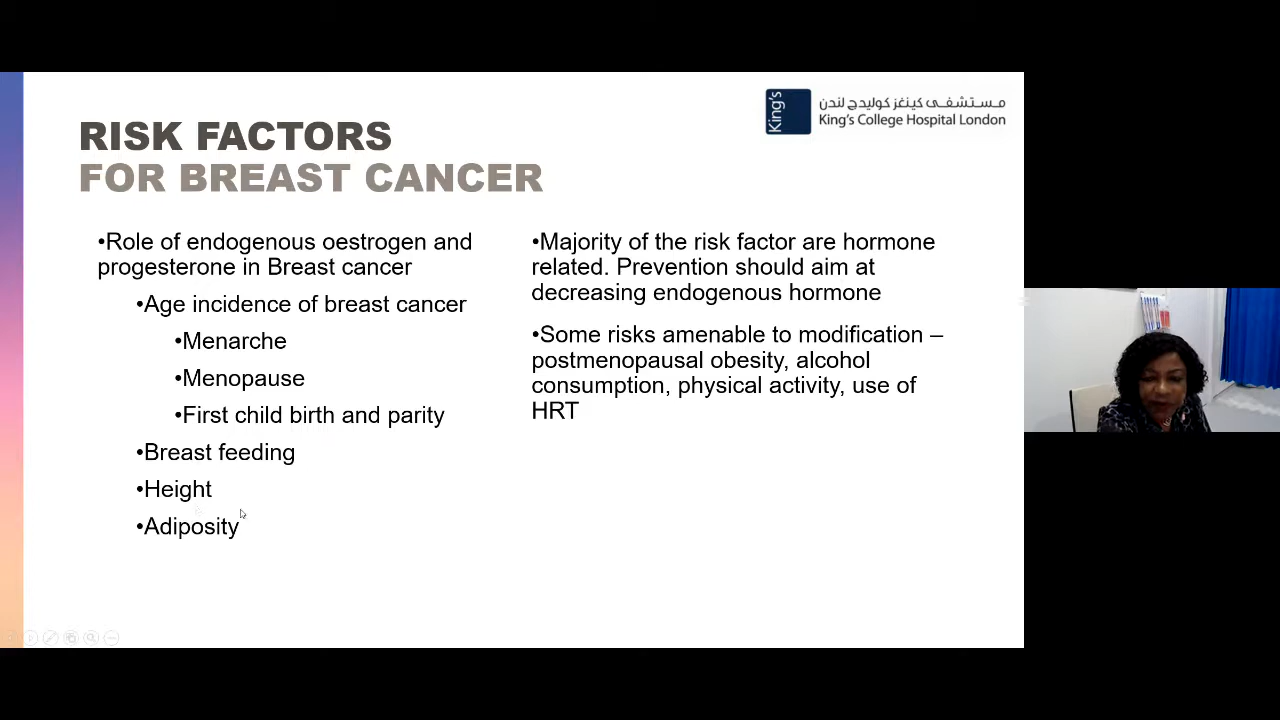 King's
مستشفى كينغز كوليدج لندن
King's College Hospital London
RISK FACTORS
FOR BREAST CANCER
•Role of endogenous oestrogen and
progesterone in Breast cancer
•Age incidence of breast cancer
•Menarche
•Menopause
•First child birth and parity
•Breast feeding
•Height
•Adiposity
•Majority of the risk factor are hormone
related. Prevention should aim at
decreasing endogenous hormone
•Some risks amenable to modification –
postmenopausal obesity, alcohol
consumption, physical activity, use of
HRT